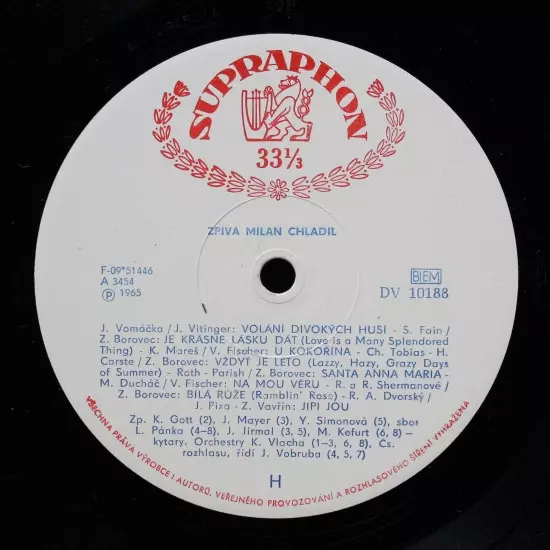 SUPRAPHON
33⅓
ZPÍVÁ MILAN CHLADIL
F-09*51446
A 3454
Ⓟ 1965
BIEM
DV 10188
J. Vomáčka / J. Vitinger: VOLÁNÍ DIVOKÝCH HUSÍ - S. Fain /
Z. Borovec: JE KRÁSNÉ LÁSKU DÁT (Love is a Many Splendored
Thing) - K. Mareš / V. Fischer: U KOKOŘÍNA - Ch. Tobias - H.
Carste / Z. Borovec: VŽDYŤ JE LÉTO (Lazzy, Hazy, Grazy Days
of Summer) - Roth - Parish / Z. Borovec: SANTA ANNA MARIA -
M. Ducháč / V. Fischer: NA MOU VĚRU - R. a R. Shermanové /
Z. Borovec: BÍLÁ RŮŽE (Ramblin' Rose) - R. A. Dvorský /
J. Pixa - Z. Vavřín: JIPI JOU
Zp. K. Gott (2), J. Mayer (3), Y. Simonová (5), sbor
L. Pánka (4-8), J. Jirmal (3, 5), M. Kefurt (6, 8) -
kytary. Orchestry K. Vlacha (1-3, 6, 8), Čs.
rozhlasu, řídí J. Vobruba (4, 5, 7)
H
VŠECHNA PRÁVA VÝROBCE I AUTORŮ, VEŘEJNÉHO PROVOZOVÁNÍ A ROZHLASOVÉHO ŠÍŘENÍ VYHRAŽENA